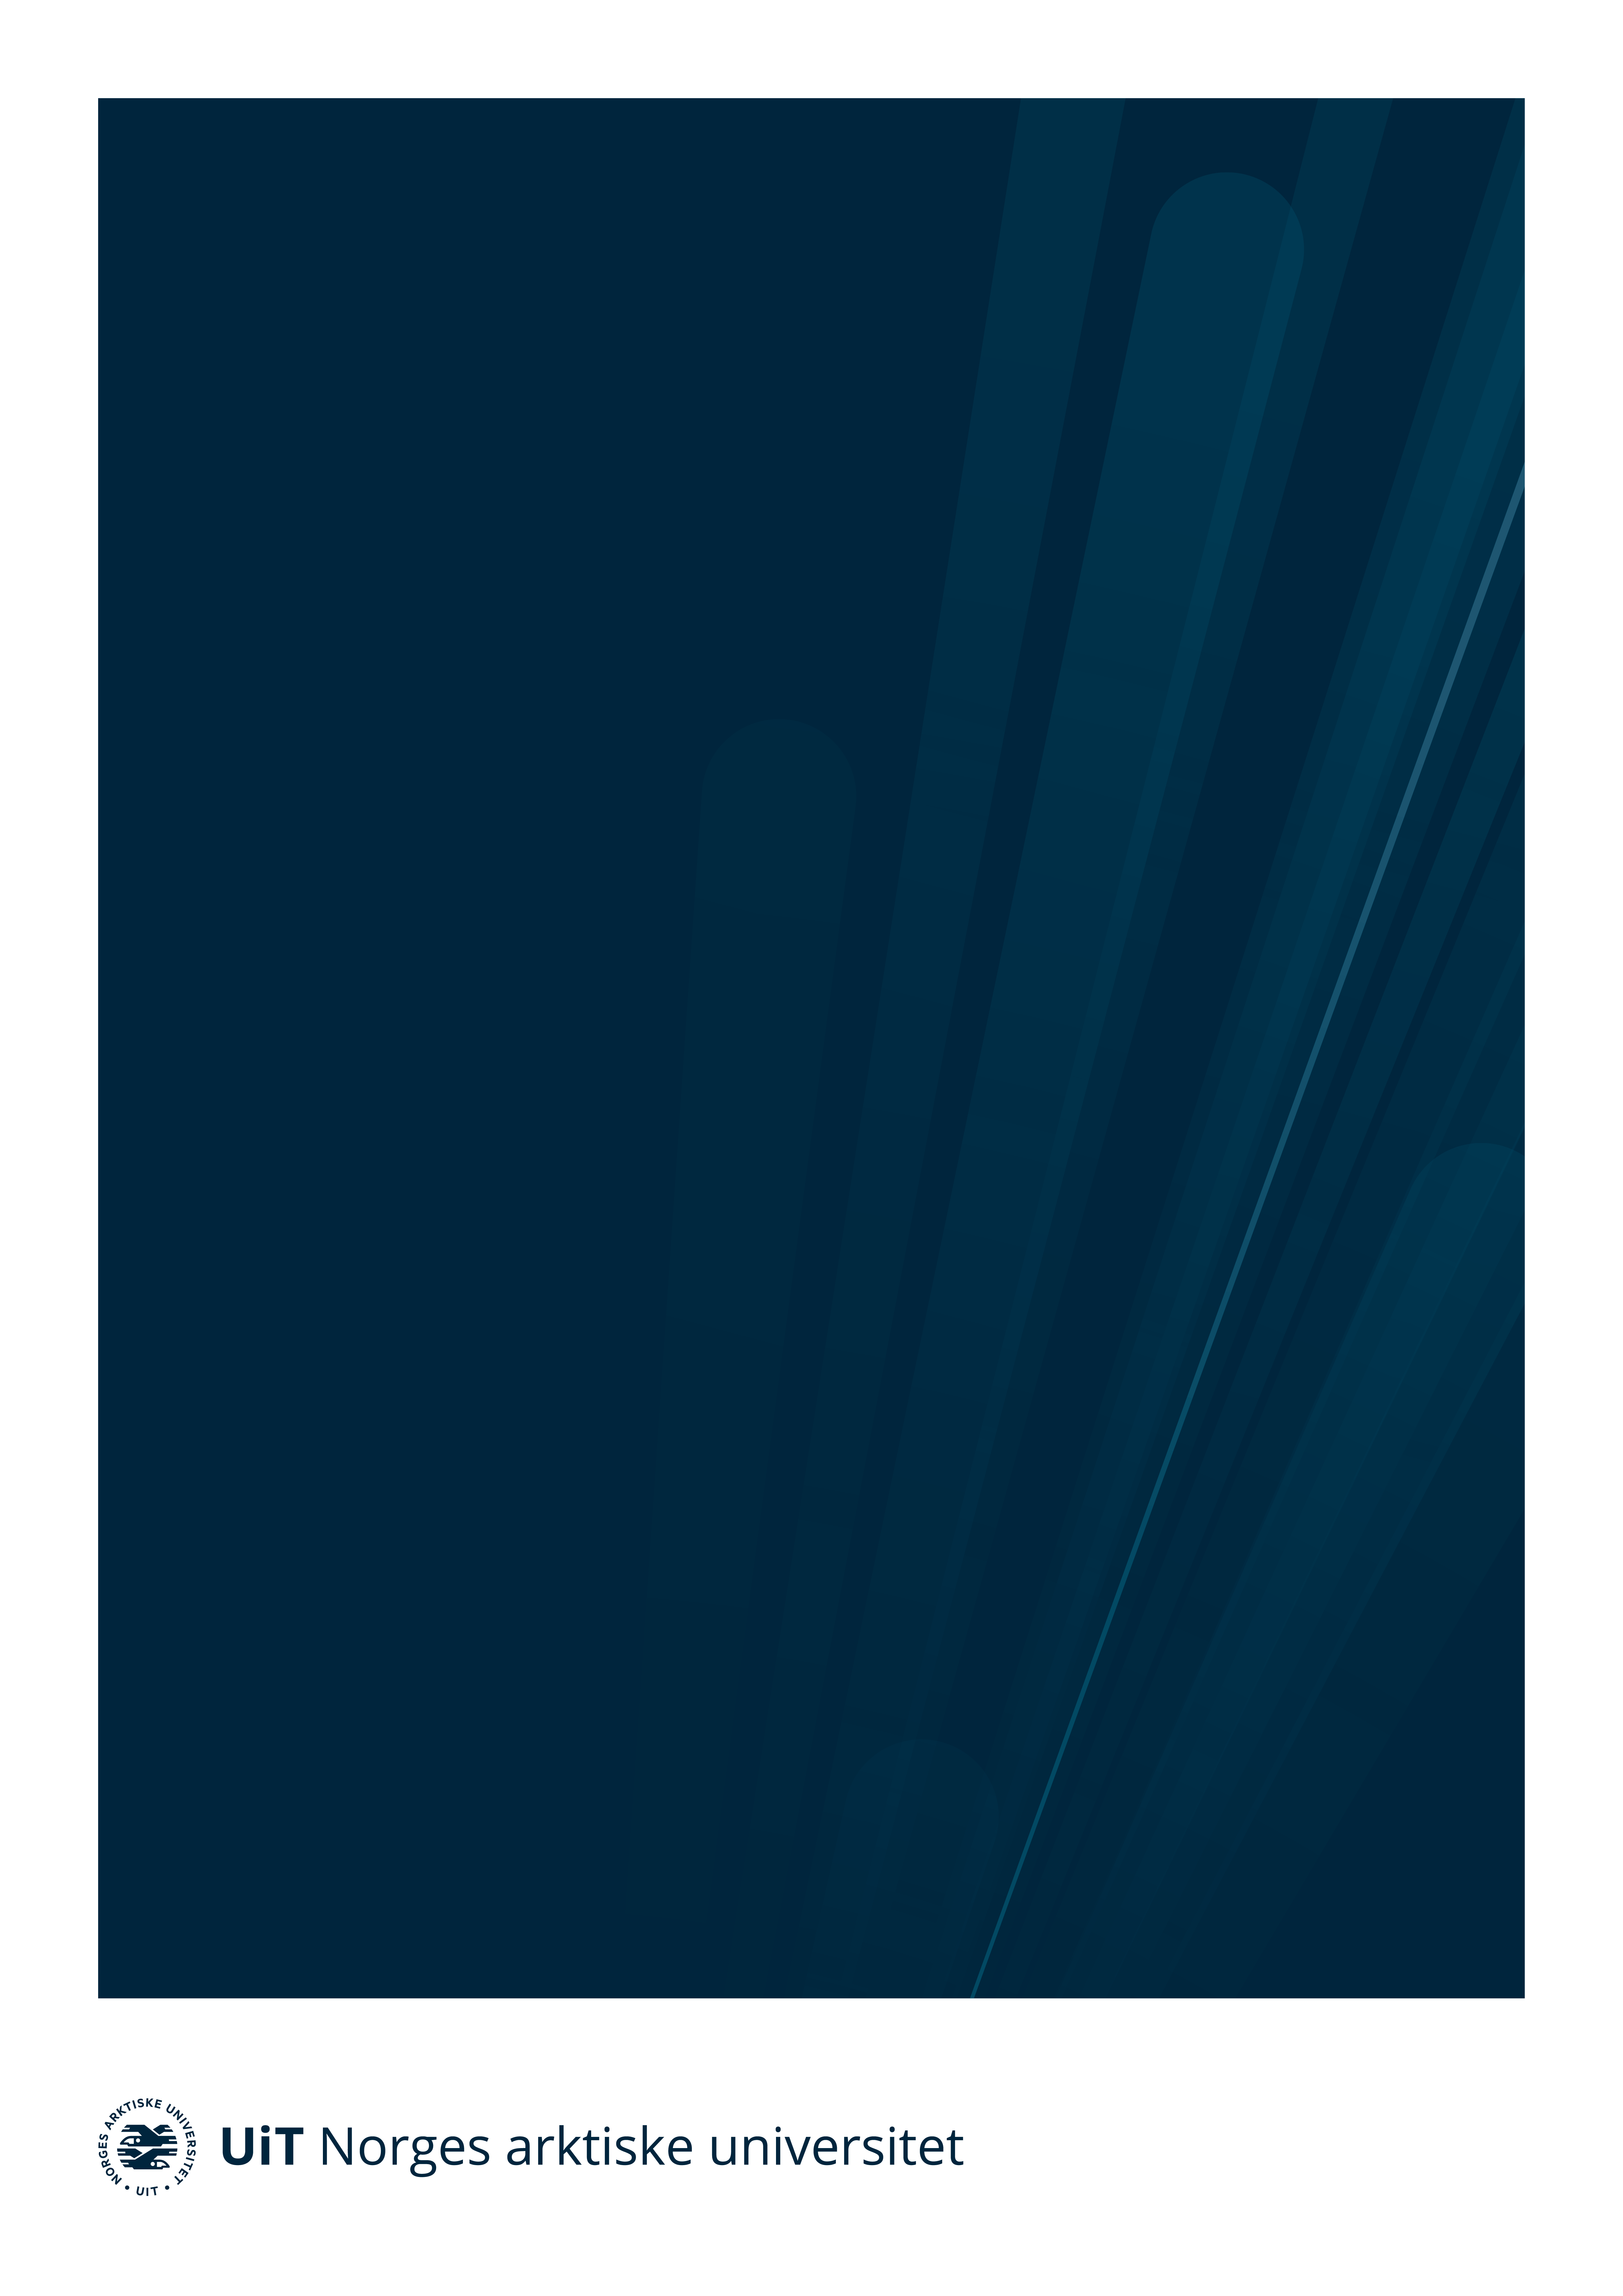 NORGES ARKTISKE UNIVERSITET
• UIT •
UiT Norges arktiske universitet